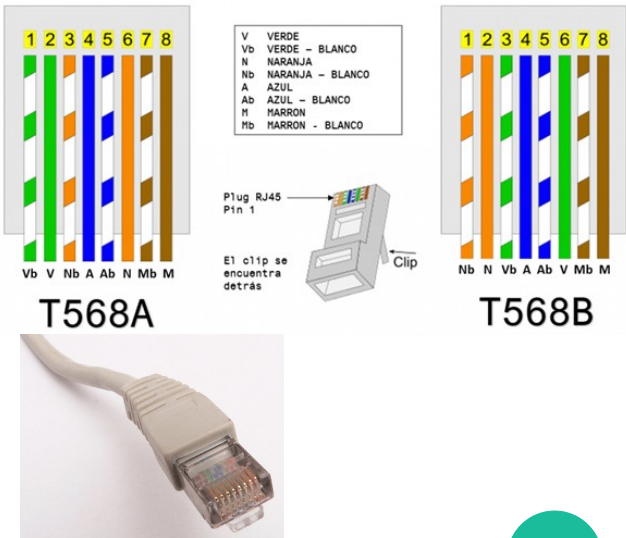 1 2 3 4 5 6 7 8
Vb V Nb A Ab N Mb M
T568A
V VERDE
Vb VERDE – BLANCO
N NARANJA
Nb NARANJA – BLANCO
A AZUL
Ab AZUL – BLANCO
M MARRON
Mb MARRON - BLANCO
Plug RJ45
Pin 1
El clip se
encuentra
detrás
Clip
1 2 3 4 5 6 7 8
Nb N Vb A Ab V Mb M
T568B